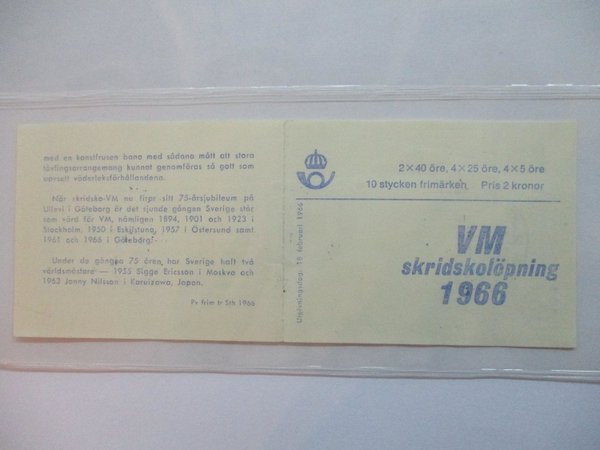 med en konstfrusen bana med sådana mått att stora
tävlingsarrangemang kunnat genomföras så gott som
oavsett väderleksförhållandena.
När skridsko-VM nu firar sitt 75-årsjubileum på
Ullevi i Göteborg är det sjunde gången Sverige står
som värd för VM, nämligen 1894, 1901 och 1923 i
Stockholm, 1950 i Eskilstuna, 1957 i Östersund samt
1961 och 1966 i Göteborg.
Under de gångna 75 åren, har Sverige haft två
världsmästare — 1955 Sigge Ericsson i Moskva och
1963 Jonny Nilsson i Karuizawa, Japan.
Pv frim tr Sth 1966
Utgivningsdag: 18 februari 1966
2×40 öre, 4×25 öre, 4×5 öre
10 stycken frimärken, Pris 2 kronor
VM
skridskolöpning
1966